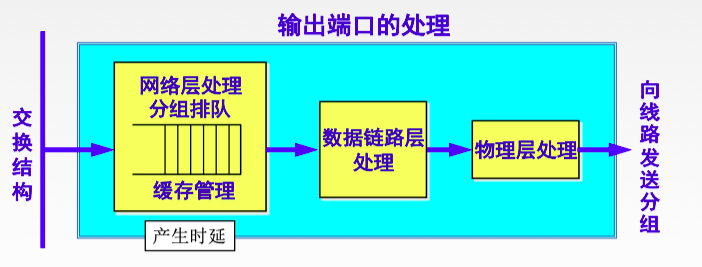 输出端口的处理
交换结构
网络层处理
分组排队
缓存管理
产生时延
数据链路层
处理
物理层处理
向线路发送分组